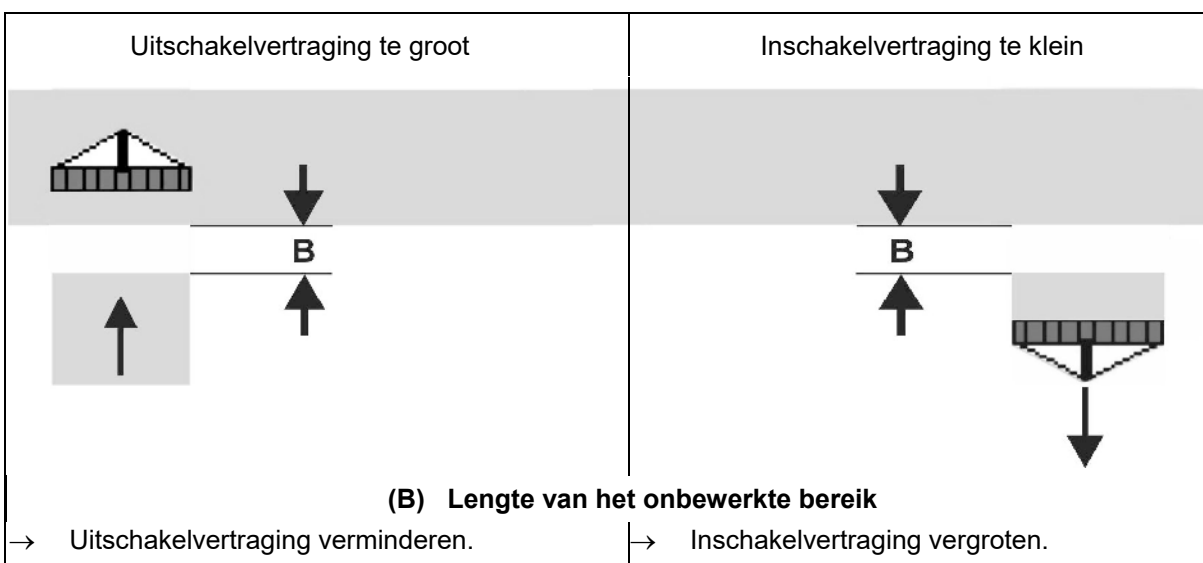 Uitschakelvertraging te groot
Inschakelvertraging te klein
B
B
(B) Lengte van het onbewerkte bereik
→ Uitschakelvertraging verminderen.
→ Inschakelvertraging vergroten.